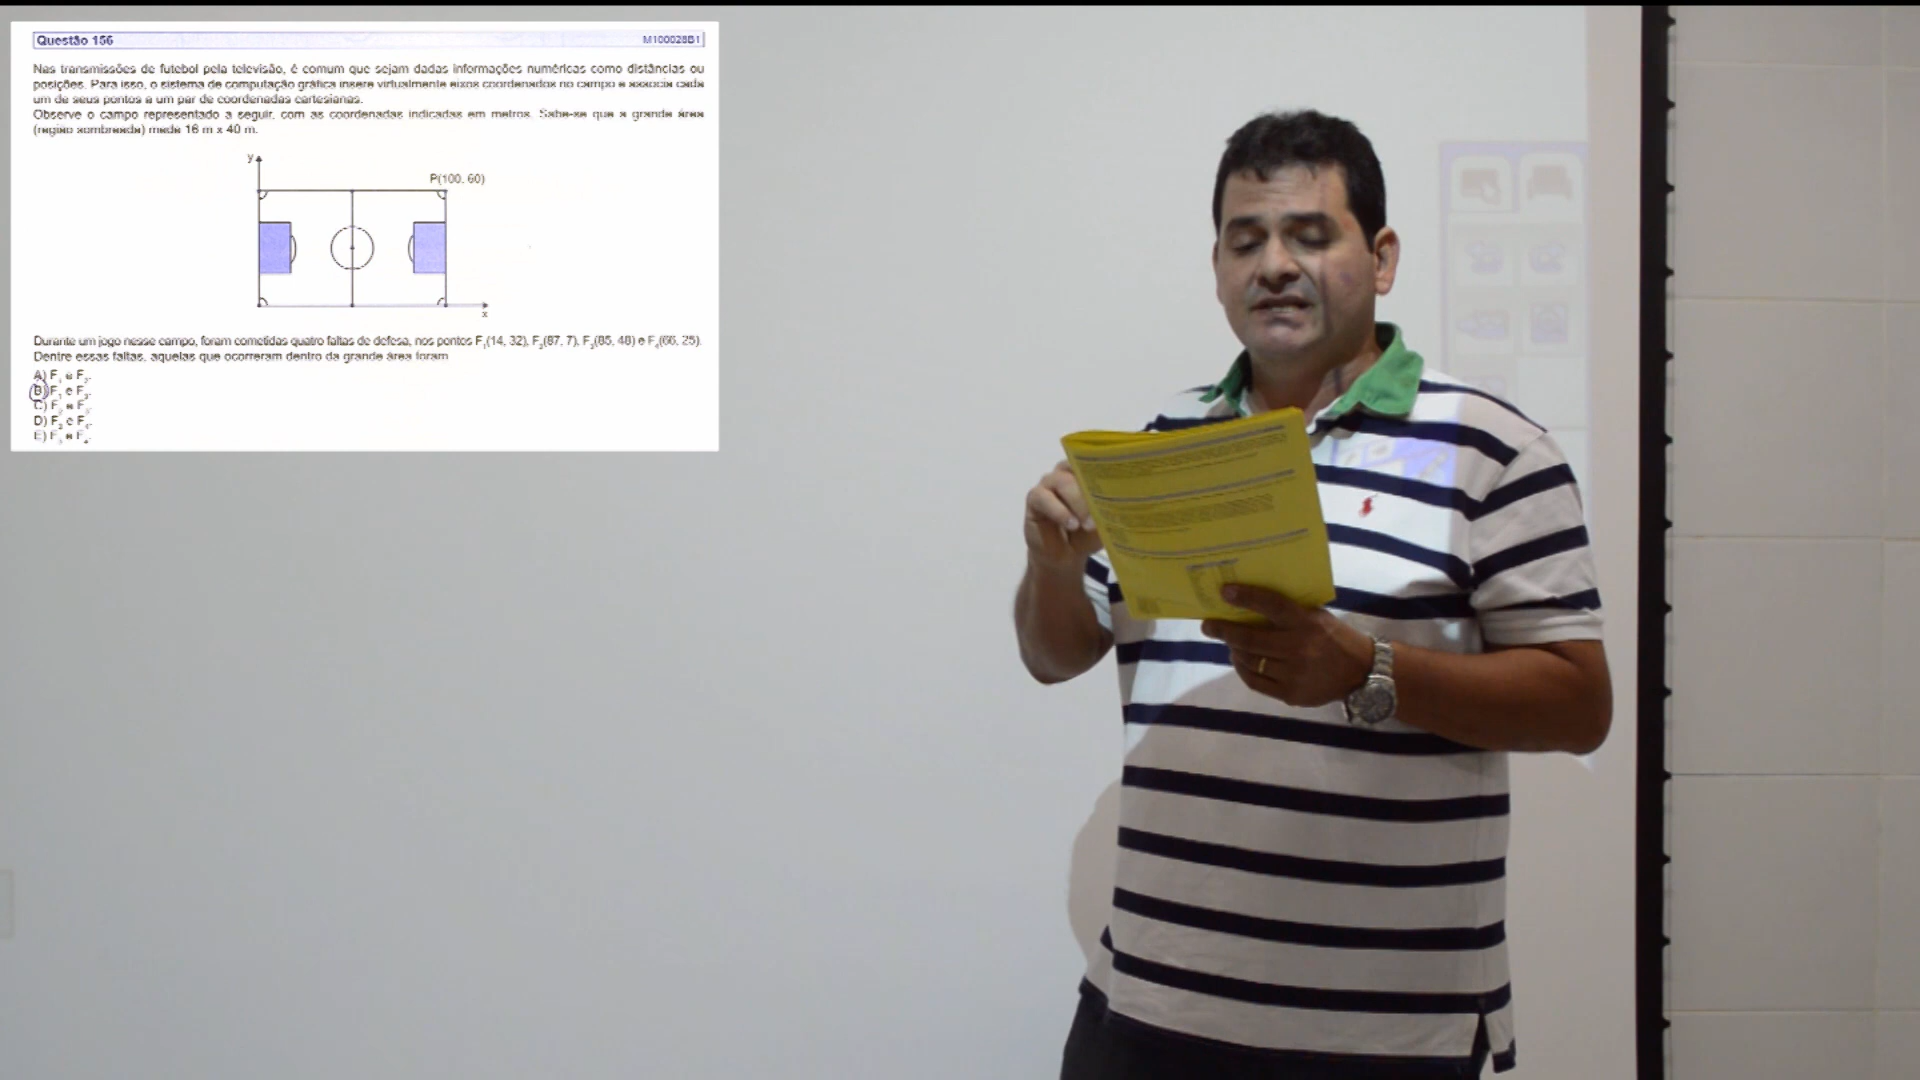 Questão 156
M100028B1
Nas transmissões de futebol pela televisão, é comum que sejam dadas informações numéricas como distâncias ou
posições. Para isso, o sistema de computação gráfica insere virtualmente eixos coordenados no campo e associa cada
um de seus pontos a um par de coordenadas cartesianas.
Observe o campo representado a seguir, com as coordenadas indicadas em metros. Sabe-se que a grande área
(região sombreada) mede 16 m x 40 m.
y
P(100, 60)
x
Durante um jogo nesse campo, foram cometidas quatro faltas de defesa, nos pontos F₁(14, 32), F₂(87, 7), F₃(85, 48) e F₄(66, 25).
Dentre essas faltas, aquelas que ocorreram dentro da grande área foram
A) F₁ e F₂.
B) F₁ e F₃.
C) F₂ e F₃.
D) F₂ e F₄.
E) F₃ e F₄.